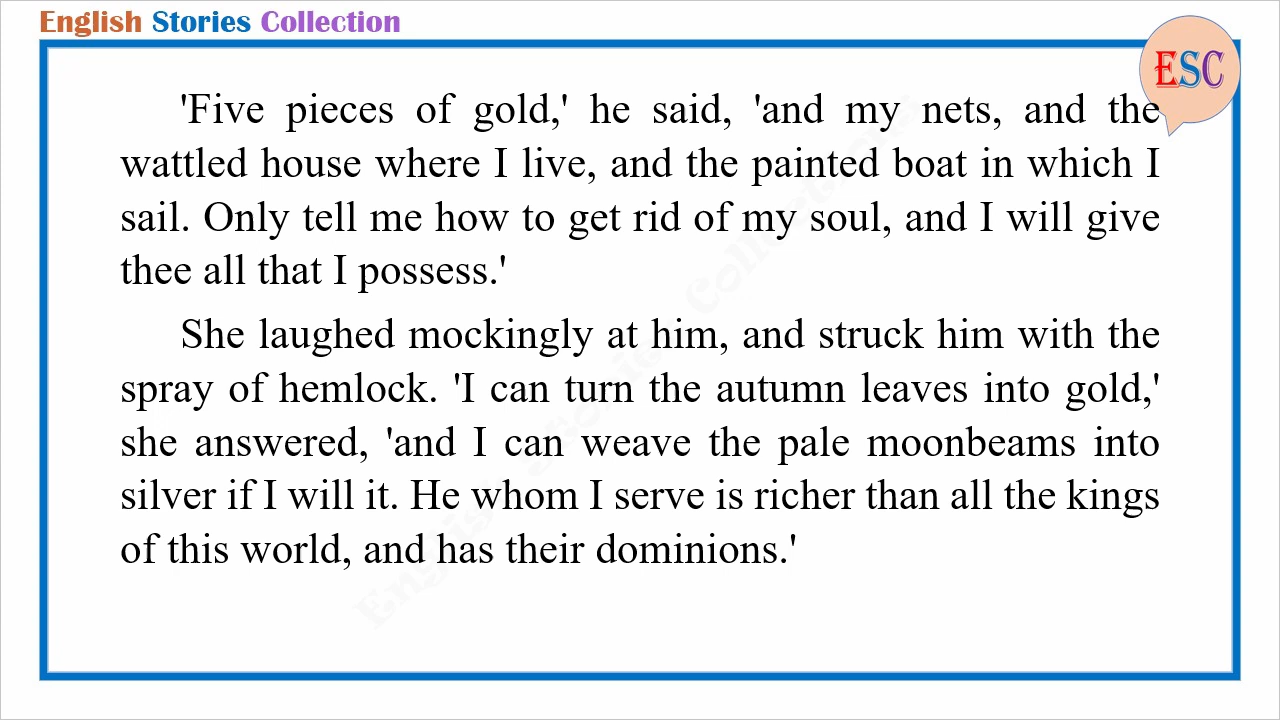 English Stories Collection
ESC
'Five pieces of gold,' he said, 'and my nets, and the
wattled house where I live, and the painted boat in which I
sail. Only tell me how to get rid of my soul, and I will give
thee all that I possess.'
She laughed mockingly at him, and struck him with the
spray of hemlock. 'I can turn the autumn leaves into gold,'
she answered, 'and I can weave the pale moonbeams into
silver if I will it. He whom I serve is richer than all the kings
of this world, and has their dominions.'